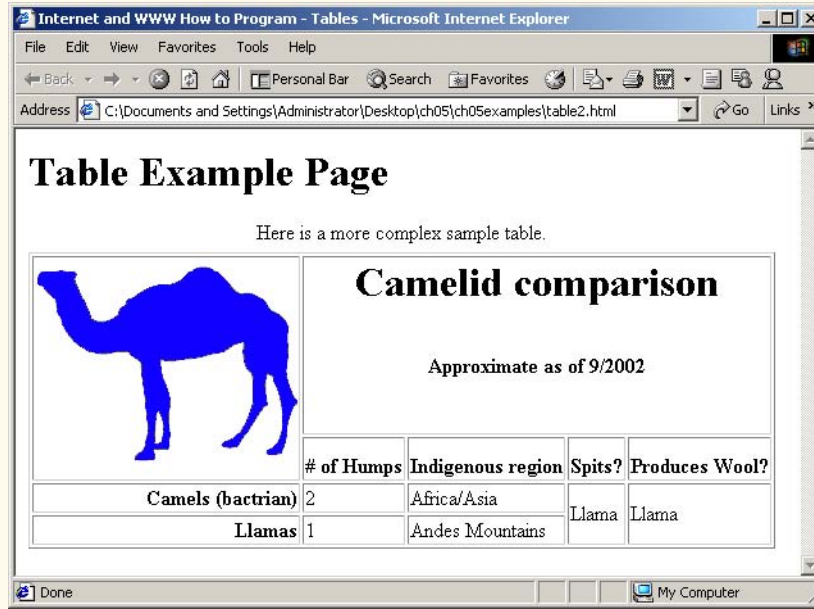 Internet and WWW How to Program - Tables - Microsoft Internet Explorer
File Edit View Favorites Tools Help
Back Personal Bar Search Favorites
Address C:\Documents and Settings\Administrator\Desktop\ch05\ch05examples\table2.html Go Links »
Table Example Page
Here is a more complex sample table.
Camelid comparison
Approximate as of 9/2002
# of Humps Indigenous region Spits? Produces Wool?
Camels (bactrian) 2 Africa/Asia Llama Llama
Llamas 1 Andes Mountains
Done My Computer